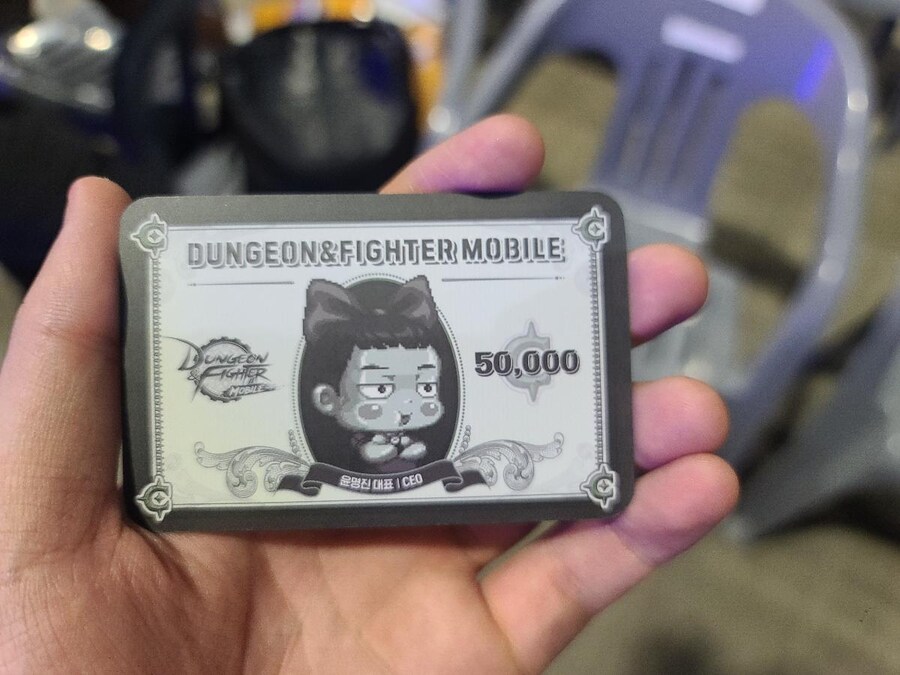 DUNGEON&FIGHTER MOBILE
DUNGEON
& FIGHTER
MOBILE
50,000
윤명진 대표 | CEO